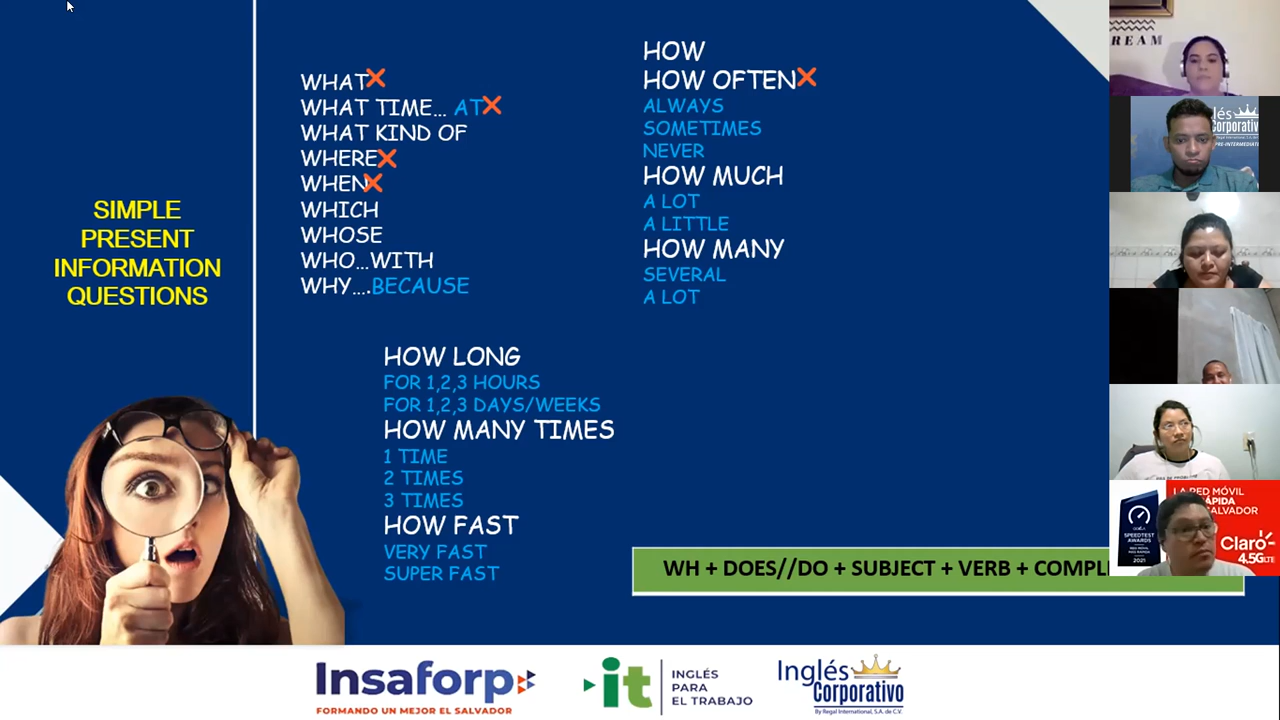 SIMPLE
PRESENT
INFORMATION
QUESTIONS
WHAT
WHAT TIME... AT
WHAT KIND OF
WHERE
WHEN
WHICH
WHOSE
WHO...WITH
WHY....BECAUSE
HOW
HOW OFTEN
ALWAYS
SOMETIMES
NEVER
HOW MUCH
A LOT
A LITTLE
HOW MANY
SEVERAL
A LOT
HOW LONG
FOR 1,2,3 HOURS
FOR 1,2,3 DAYS/WEEKS
HOW MANY TIMES
1 TIME
2 TIMES
3 TIMES
HOW FAST
VERY FAST
SUPER FAST
WH + DOES//DO + SUBJECT + VERB + COMPL
Insaforp
FORMANDO UN MEJOR EL SALVADOR
it
INGLÉS
PARA
EL TRABAJO
Inglés
Corporativo
By Regal International, S.A. de C.V.
REAM
lés
Corporativo
PRE-INTERMEDIATE
LA RED MÓVIL
ÁPIDA
SALVADOR
SPEEDTEST
AWARDS
2021
Claro
4.5G LTE